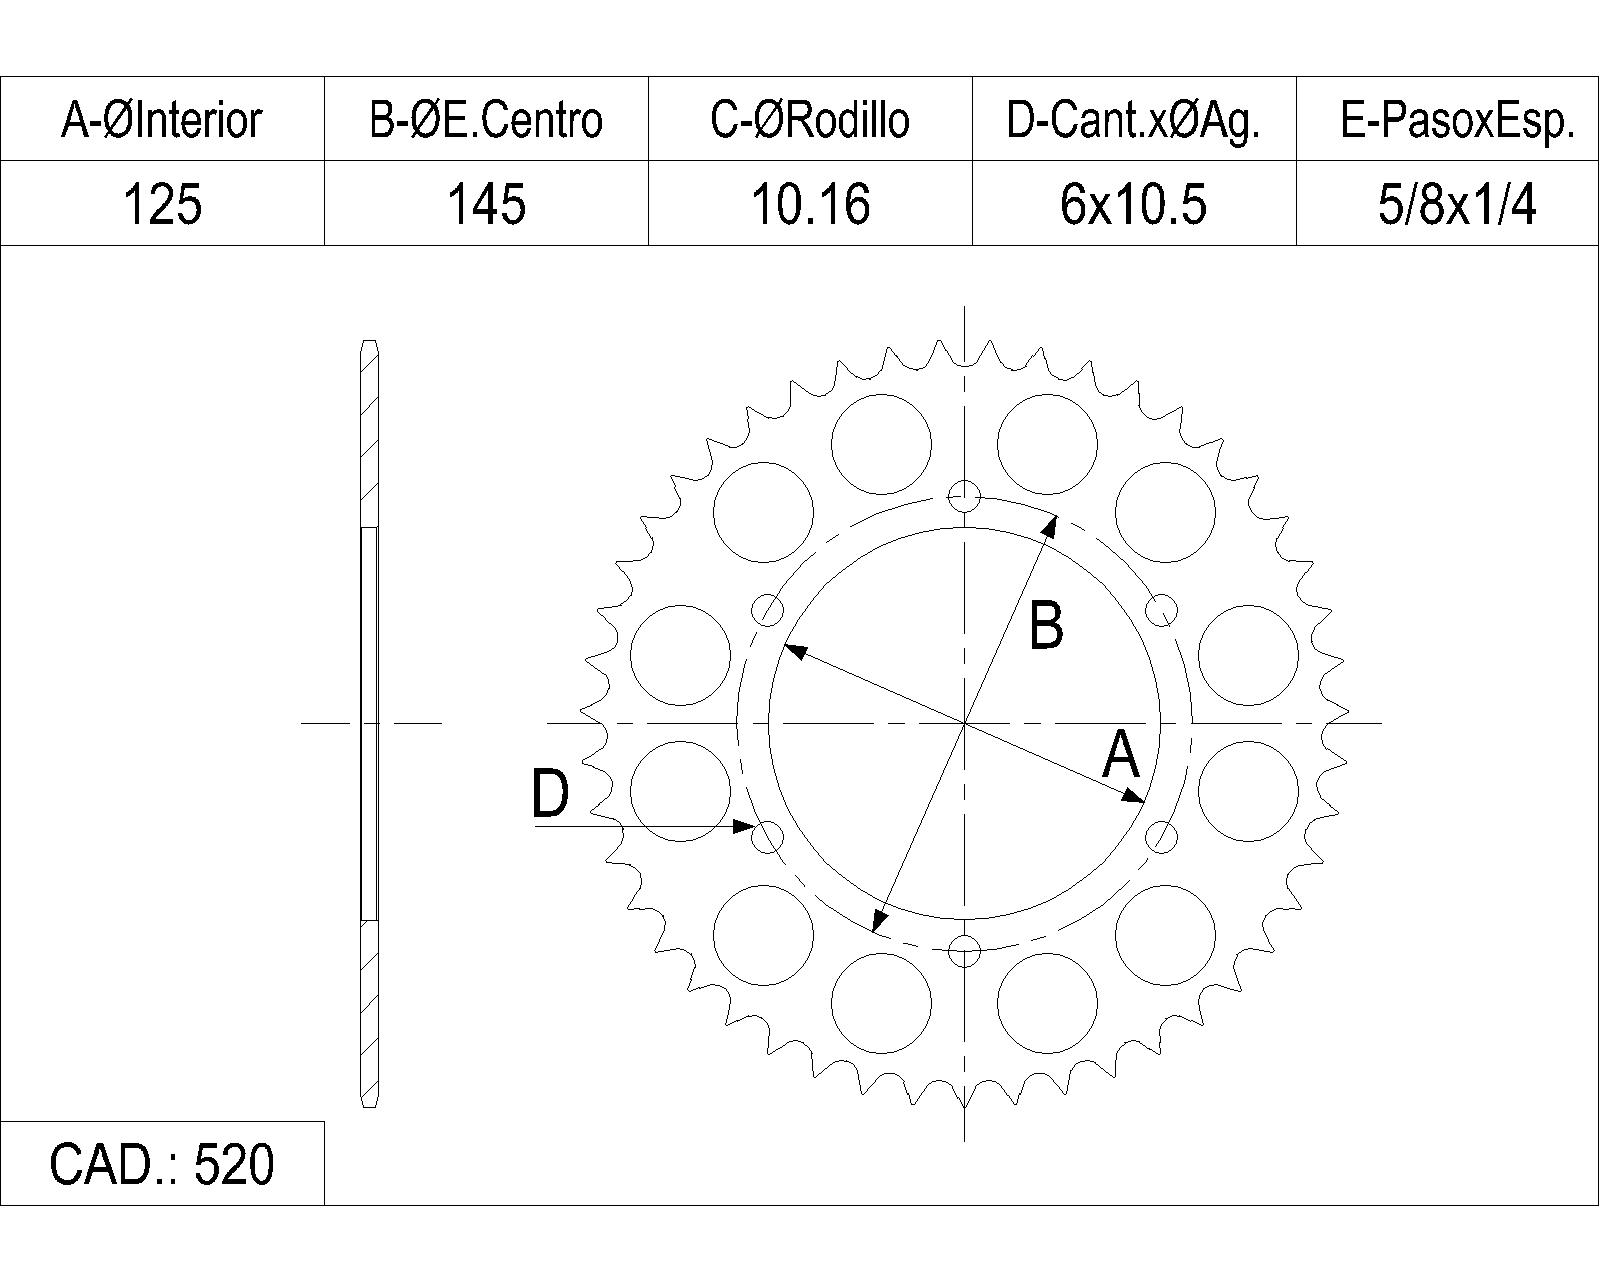 A-ØInterior B-ØE.Centro C-ØRodillo D-Cant.xØAg. E-PasoxEsp.
125 145 10.16 6x10.5 5/8x1/4
B
A
D
CAD.: 520